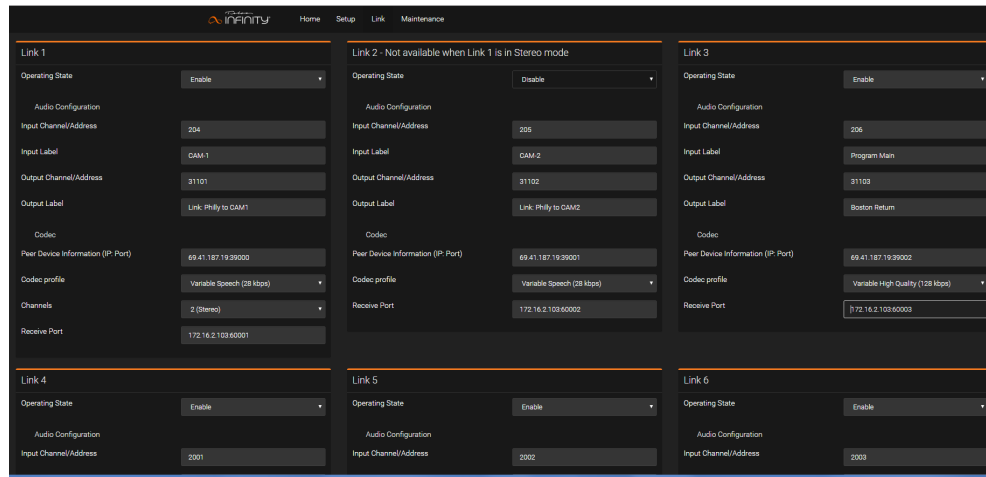 Telos
INFINITY
Home Setup Link Maintenance
Link 1
Operating State Enable
Audio Configuration
Input Channel/Address 204
Input Label CAM-1
Output Channel/Address 31101
Output Label Link: Philly to CAM1
Codec
Peer Device Information (IP: Port) 69.41.187.19:39000
Codec profile Variable Speech (28 kbps)
Channels 2 (Stereo)
Receive Port 172.16.2.103:60001
Link 2 - Not available when Link 1 is in Stereo mode
Operating State Disable
Audio Configuration
Input Channel/Address 205
Input Label CAM-2
Output Channel/Address 31102
Output Label Link: Philly to CAM2
Codec
Peer Device Information (IP: Port) 69.41.187.19:39001
Codec profile Variable Speech (28 kbps)
Receive Port 172.16.2.103:60002
Link 3
Operating State Enable
Audio Configuration
Input Channel/Address 206
Input Label Program Main
Output Channel/Address 31103
Output Label Boston Return
Codec
Peer Device Information (IP: Port) 69.41.187.19:39002
Codec profile Variable High Quality (128 kbps)
Receive Port 172.16.2.103:60003
Link 4
Operating State Enable
Audio Configuration
Input Channel/Address 2001
Link 5
Operating State Enable
Audio Configuration
Input Channel/Address 2002
Link 6
Operating State Enable
Audio Configuration
Input Channel/Address 2003